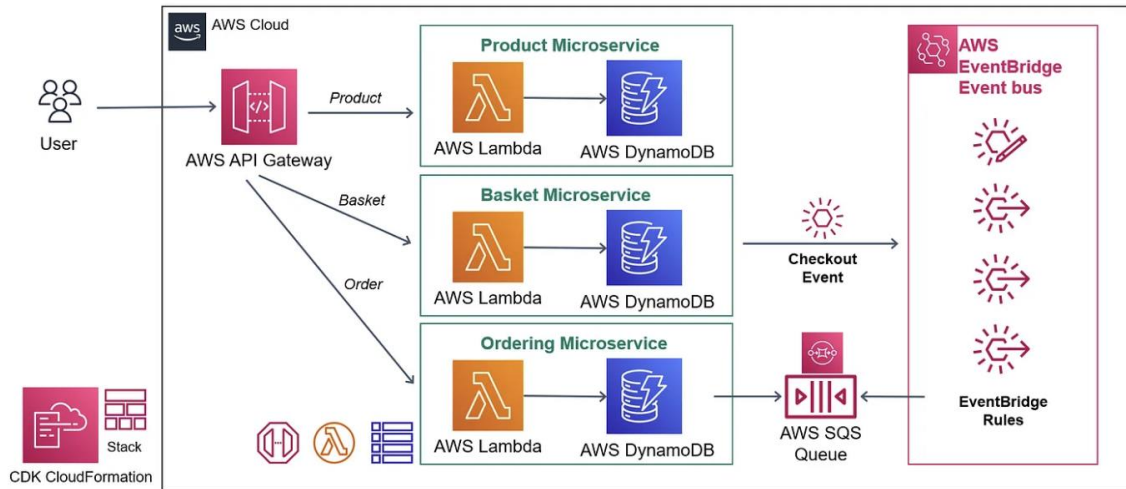 aws
AWS Cloud
User
AWS API Gateway
Product
Basket
Order
Product Microservice
AWS Lambda
AWS DynamoDB
Basket Microservice
AWS Lambda
AWS DynamoDB
Ordering Microservice
AWS Lambda
AWS DynamoDB
Checkout
Event
AWS SQS
Queue
AWS
EventBridge
Event bus
EventBridge
Rules
Stack
CDK CloudFormation